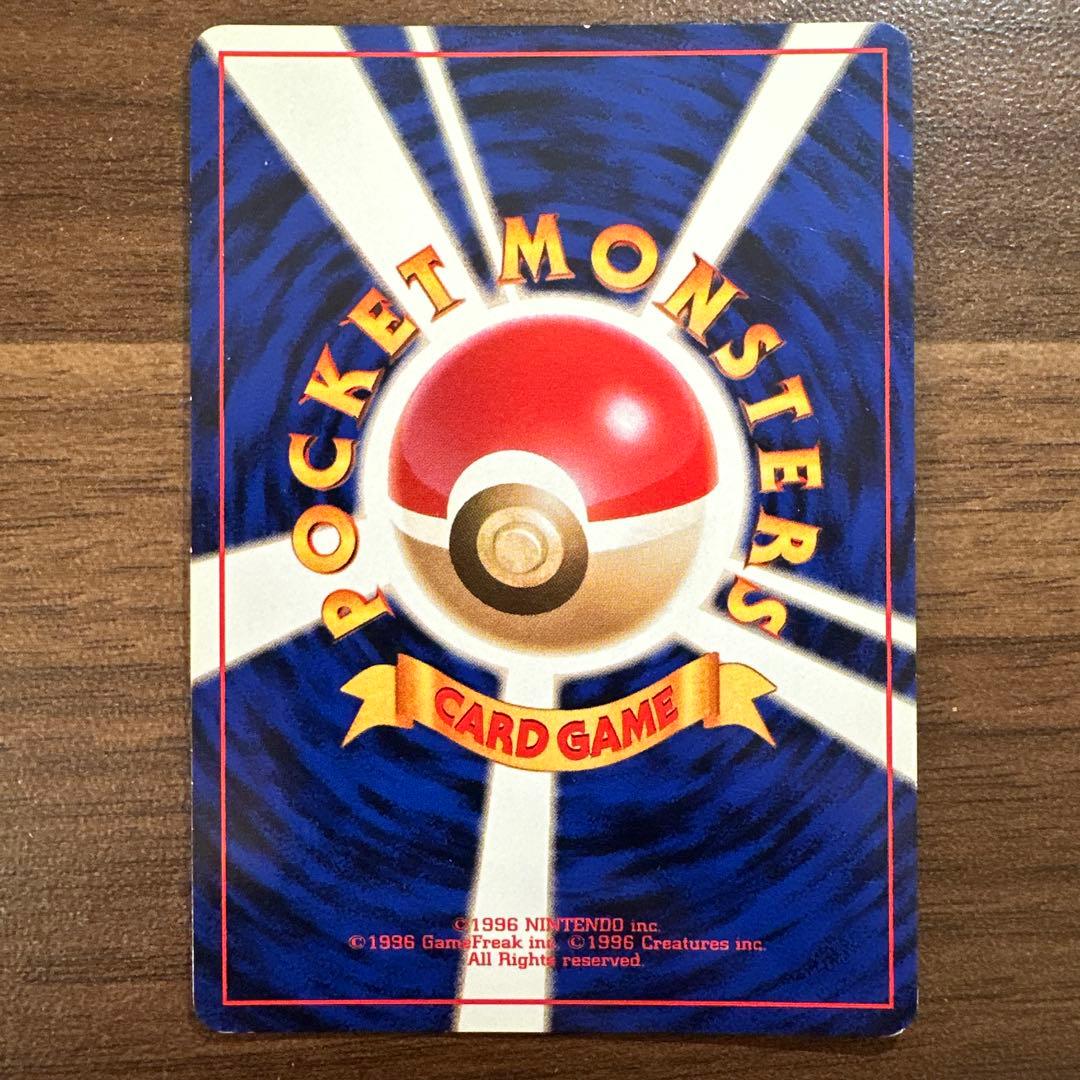 POCKET MONSTERS
CARD GAME
©1996 NINTENDO inc.
©1996 GameFreak inc. ©1996 Creatures inc.
All Rights reserved.